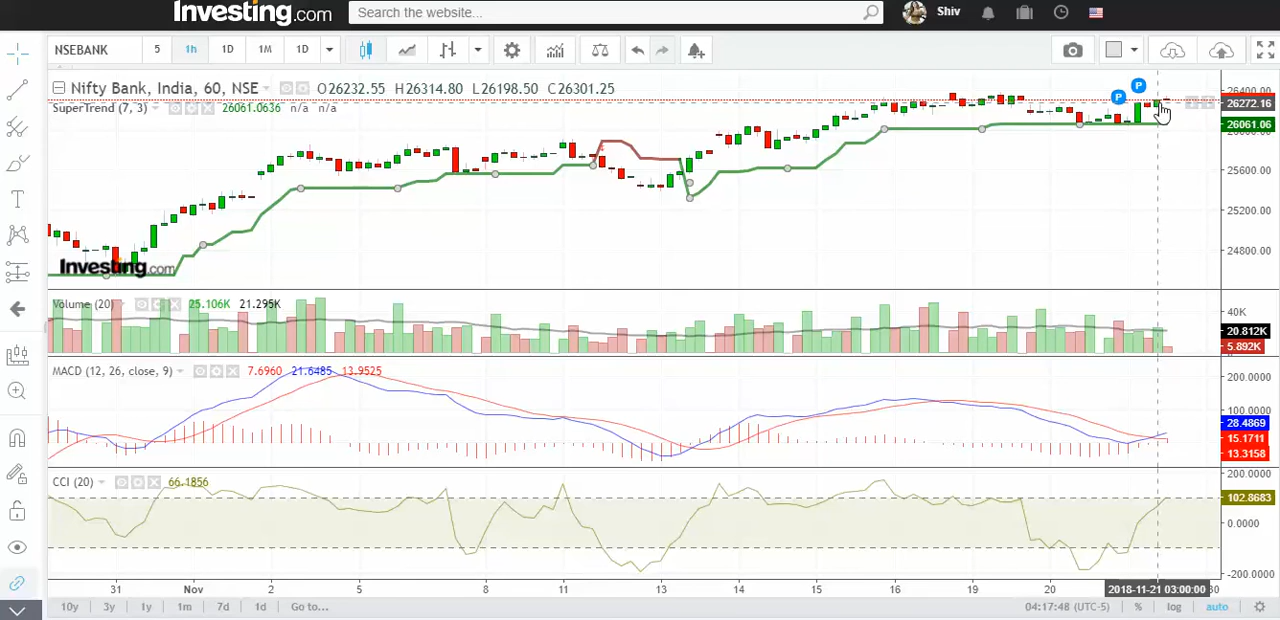 Investing.com
Search the website...
Shiv
NSEBANK
5
1h
1D
1M
1D
Nifty Bank, India, 60, NSE
O26232.55 H26314.80 L26198.50 C26301.25
SuperTrend (7, 3)
26061.0636 n/a n/a
P
P
26400.00
26272.16
26061.06
25600.00
25200.00
24800.00
Investing.com
Volume (20)
25.106K 21.295K
40K
20.812K
5.892K
MACD (12, 26, close, 9)
7.6960 21.6485 13.9525
200.0000
100.0000
28.4869
15.1711
13.3158
CCI (20)
66.1856
200.0000
102.8683
0.0000
-200.0000
31 Nov 2 5 8 11 13 14 15 16 19 20 2018-11-21 03:00:00 30
10y 3y 1y 1m 7d 1d Go to...
04:17:48 (UTC-5) % log auto